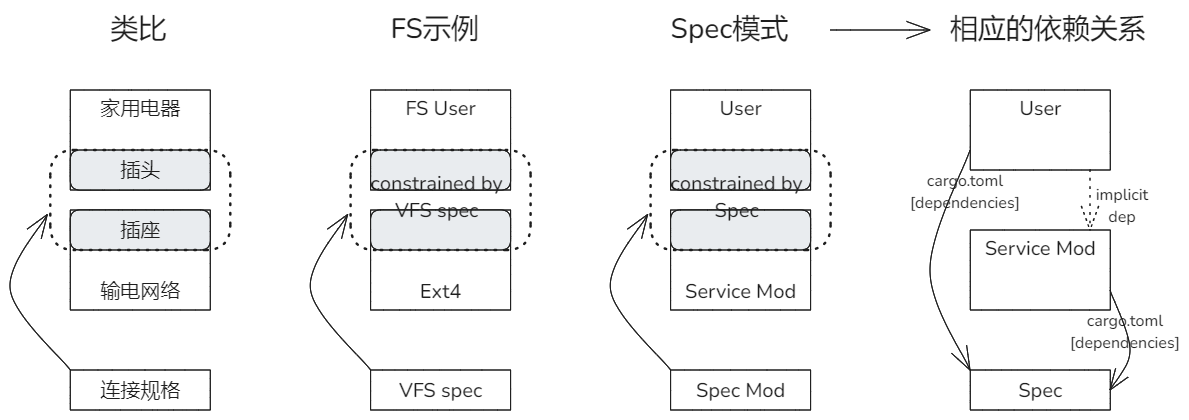 类比
家用电器
插头
插座
输电网络
连接规格
FS示例
FS User
constrained by
VFS spec
Ext4
VFS spec
Spec模式
User
constrained by
Spec
Service Mod
Spec Mod
相应的依赖关系
User
cargo.toml
[dependencies]
implicit
dep
Service Mod
cargo.toml
[dependencies]
Spec